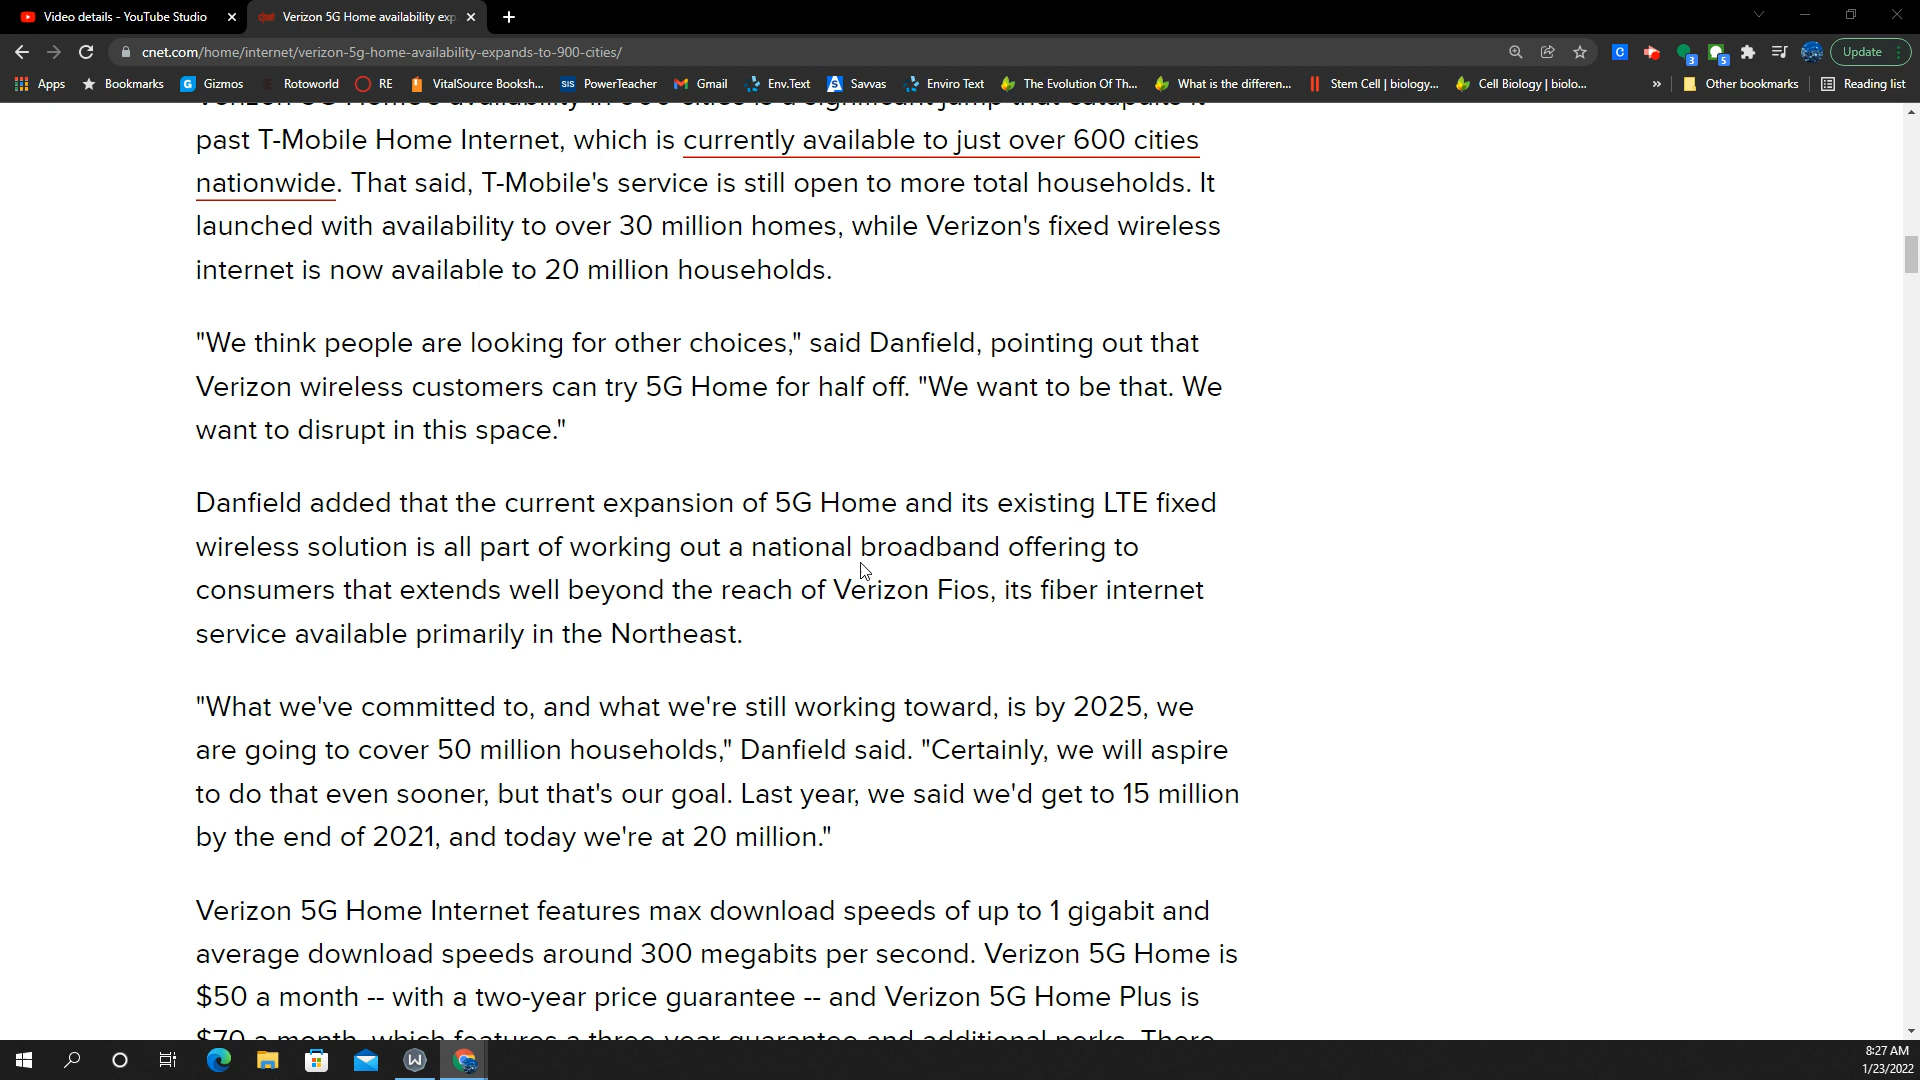 Video details - YouTube Studio
cnet
Verizon 5G Home availability exp
cnet.com/home/internet/verizon-5g-home-availability-expands-to-900-cities/
3
5
Update
Apps
Bookmarks
Gizmos
Rotoworld
RE
VitalSource Booksh...
SIS
PowerTeacher
Gmail
Env.Text
Savvas
Enviro Text
The Evolution Of Th...
What is the differen...
Stem Cell | biology...
Cell Biology | biolo...
»
Other bookmarks
Reading list
Verizon 5G Home's availability in 900 cities is a significant jump that catapults it
past T-Mobile Home Internet, which is currently available to just over 600 cities
nationwide. That said, T-Mobile's service is still open to more total households. It
launched with availability to over 30 million homes, while Verizon's fixed wireless
internet is now available to 20 million households.
"We think people are looking for other choices," said Danfield, pointing out that
Verizon wireless customers can try 5G Home for half off. "We want to be that. We
want to disrupt in this space."
Danfield added that the current expansion of 5G Home and its existing LTE fixed
wireless solution is all part of working out a national broadband offering to
consumers that extends well beyond the reach of Verizon Fios, its fiber internet
service available primarily in the Northeast.
"What we've committed to, and what we're still working toward, is by 2025, we
are going to cover 50 million households," Danfield said. "Certainly, we will aspire
to do that even sooner, but that's our goal. Last year, we said we'd get to 15 million
by the end of 2021, and today we're at 20 million."
Verizon 5G Home Internet features max download speeds of up to 1 gigabit and
average download speeds around 300 megabits per second. Verizon 5G Home is
$50 a month -- with a two-year price guarantee -- and Verizon 5G Home Plus is
$70 a month, which features a three-year guarantee and additional perks. There
8:27 AM
1/23/2022